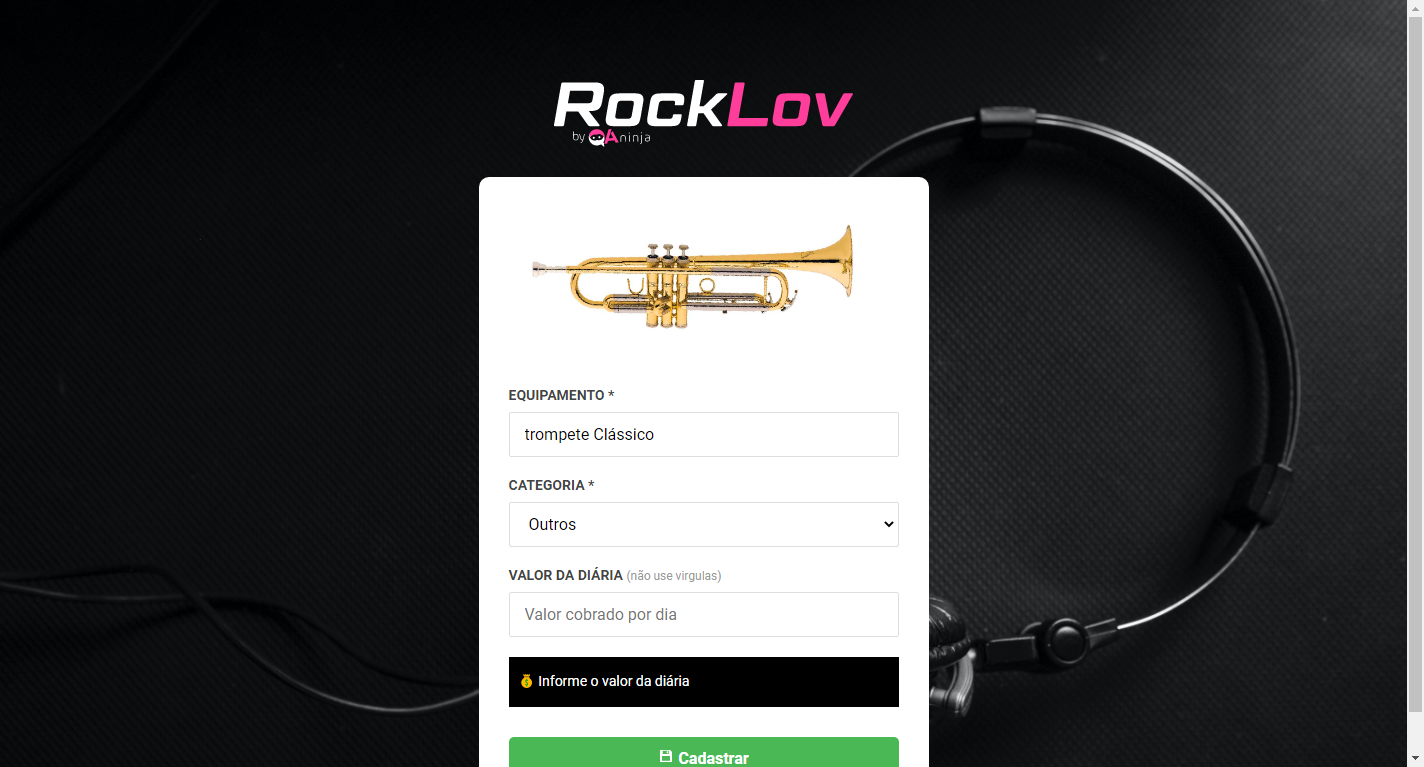 RockLov
by QAninja
EQUIPAMENTO *
trompete Clássico
CATEGORIA *
Outros
VALOR DA DIÁRIA (não use virgulas)
Valor cobrado por dia
💰 Informe o valor da diária
Cadastrar